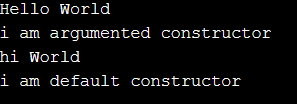 Hello World
i am argumented constructor
hi World
i am default constructor